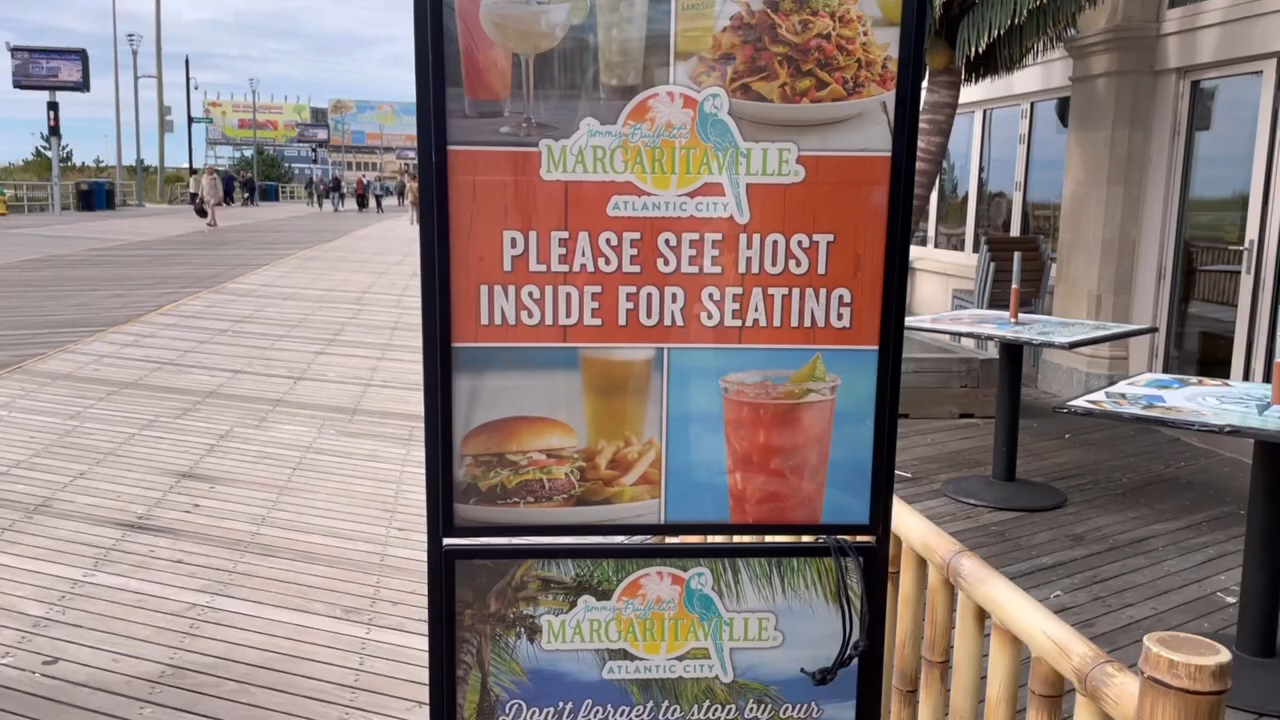 Jimmy Buffett's
MARGARITAVILLE®
ATLANTIC CITY
PLEASE SEE HOST
INSIDE FOR SEATING
Jimmy Buffett's
MARGARITAVILLE®
ATLANTIC CITY
Don't forget to stop by our